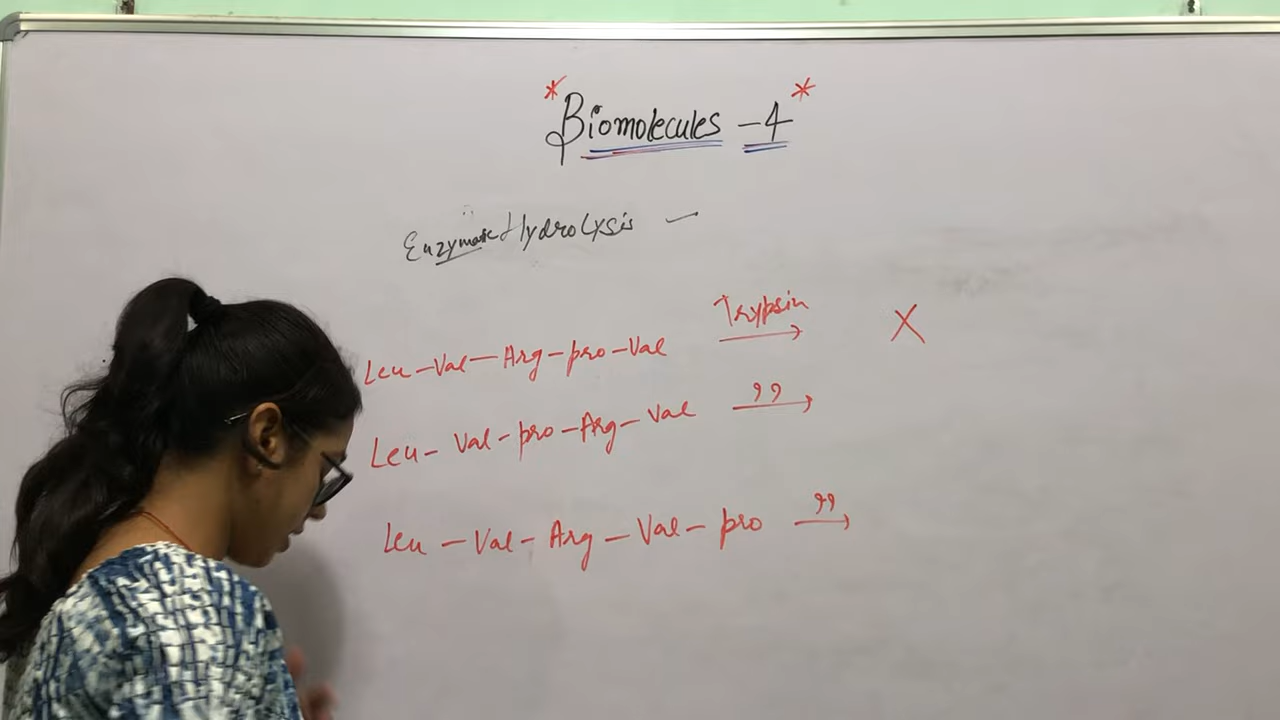 * Biomolecules - 4 *
Enzymatic Hydrolysis -
Leu - Val - Arg - pro - Val Trypsin → X
Leu - Val - pro - Arg - Val ,, →
Leu - Val - Arg - Val - pro ,, →